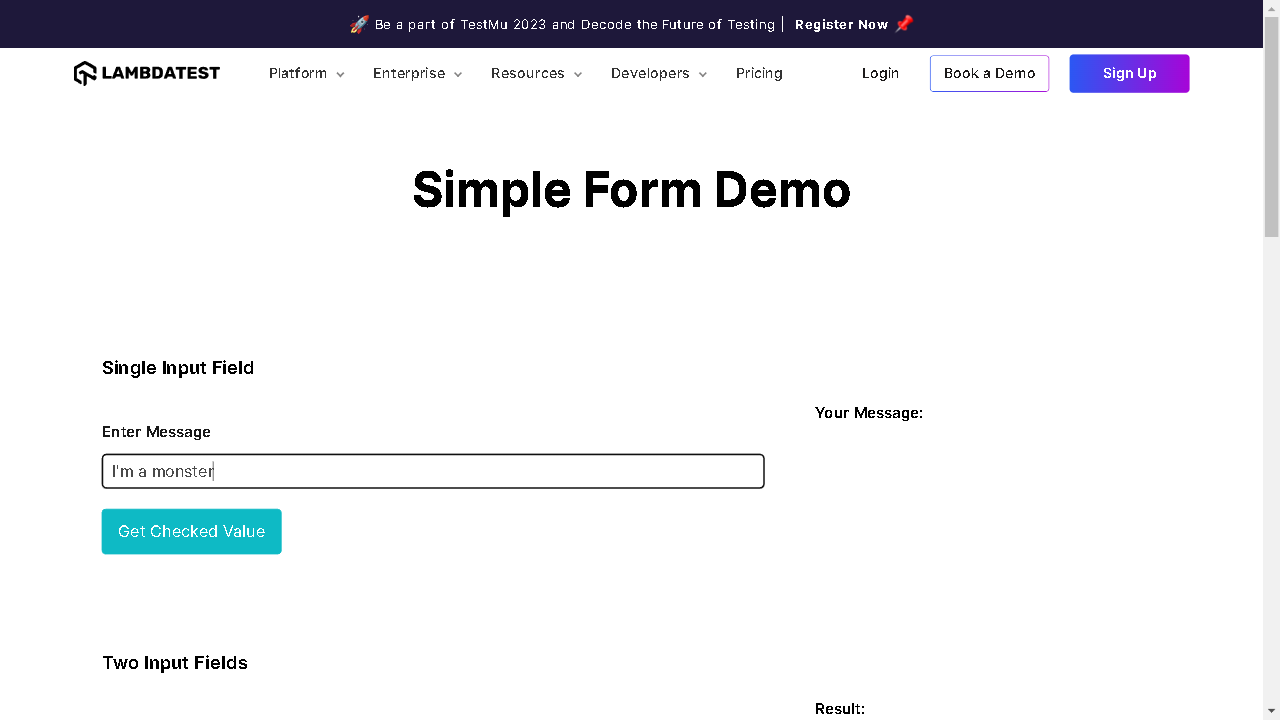 🚀 Be a part of TestMu 2023 and Decode the Future of Testing | Register Now 📌
LAMBDATEST Platform Enterprise Resources Developers Pricing Login Book a Demo Sign Up
Simple Form Demo
Single Input Field
Your Message:
Enter Message
I'm a monster
Get Checked Value
Two Input Fields
Result: